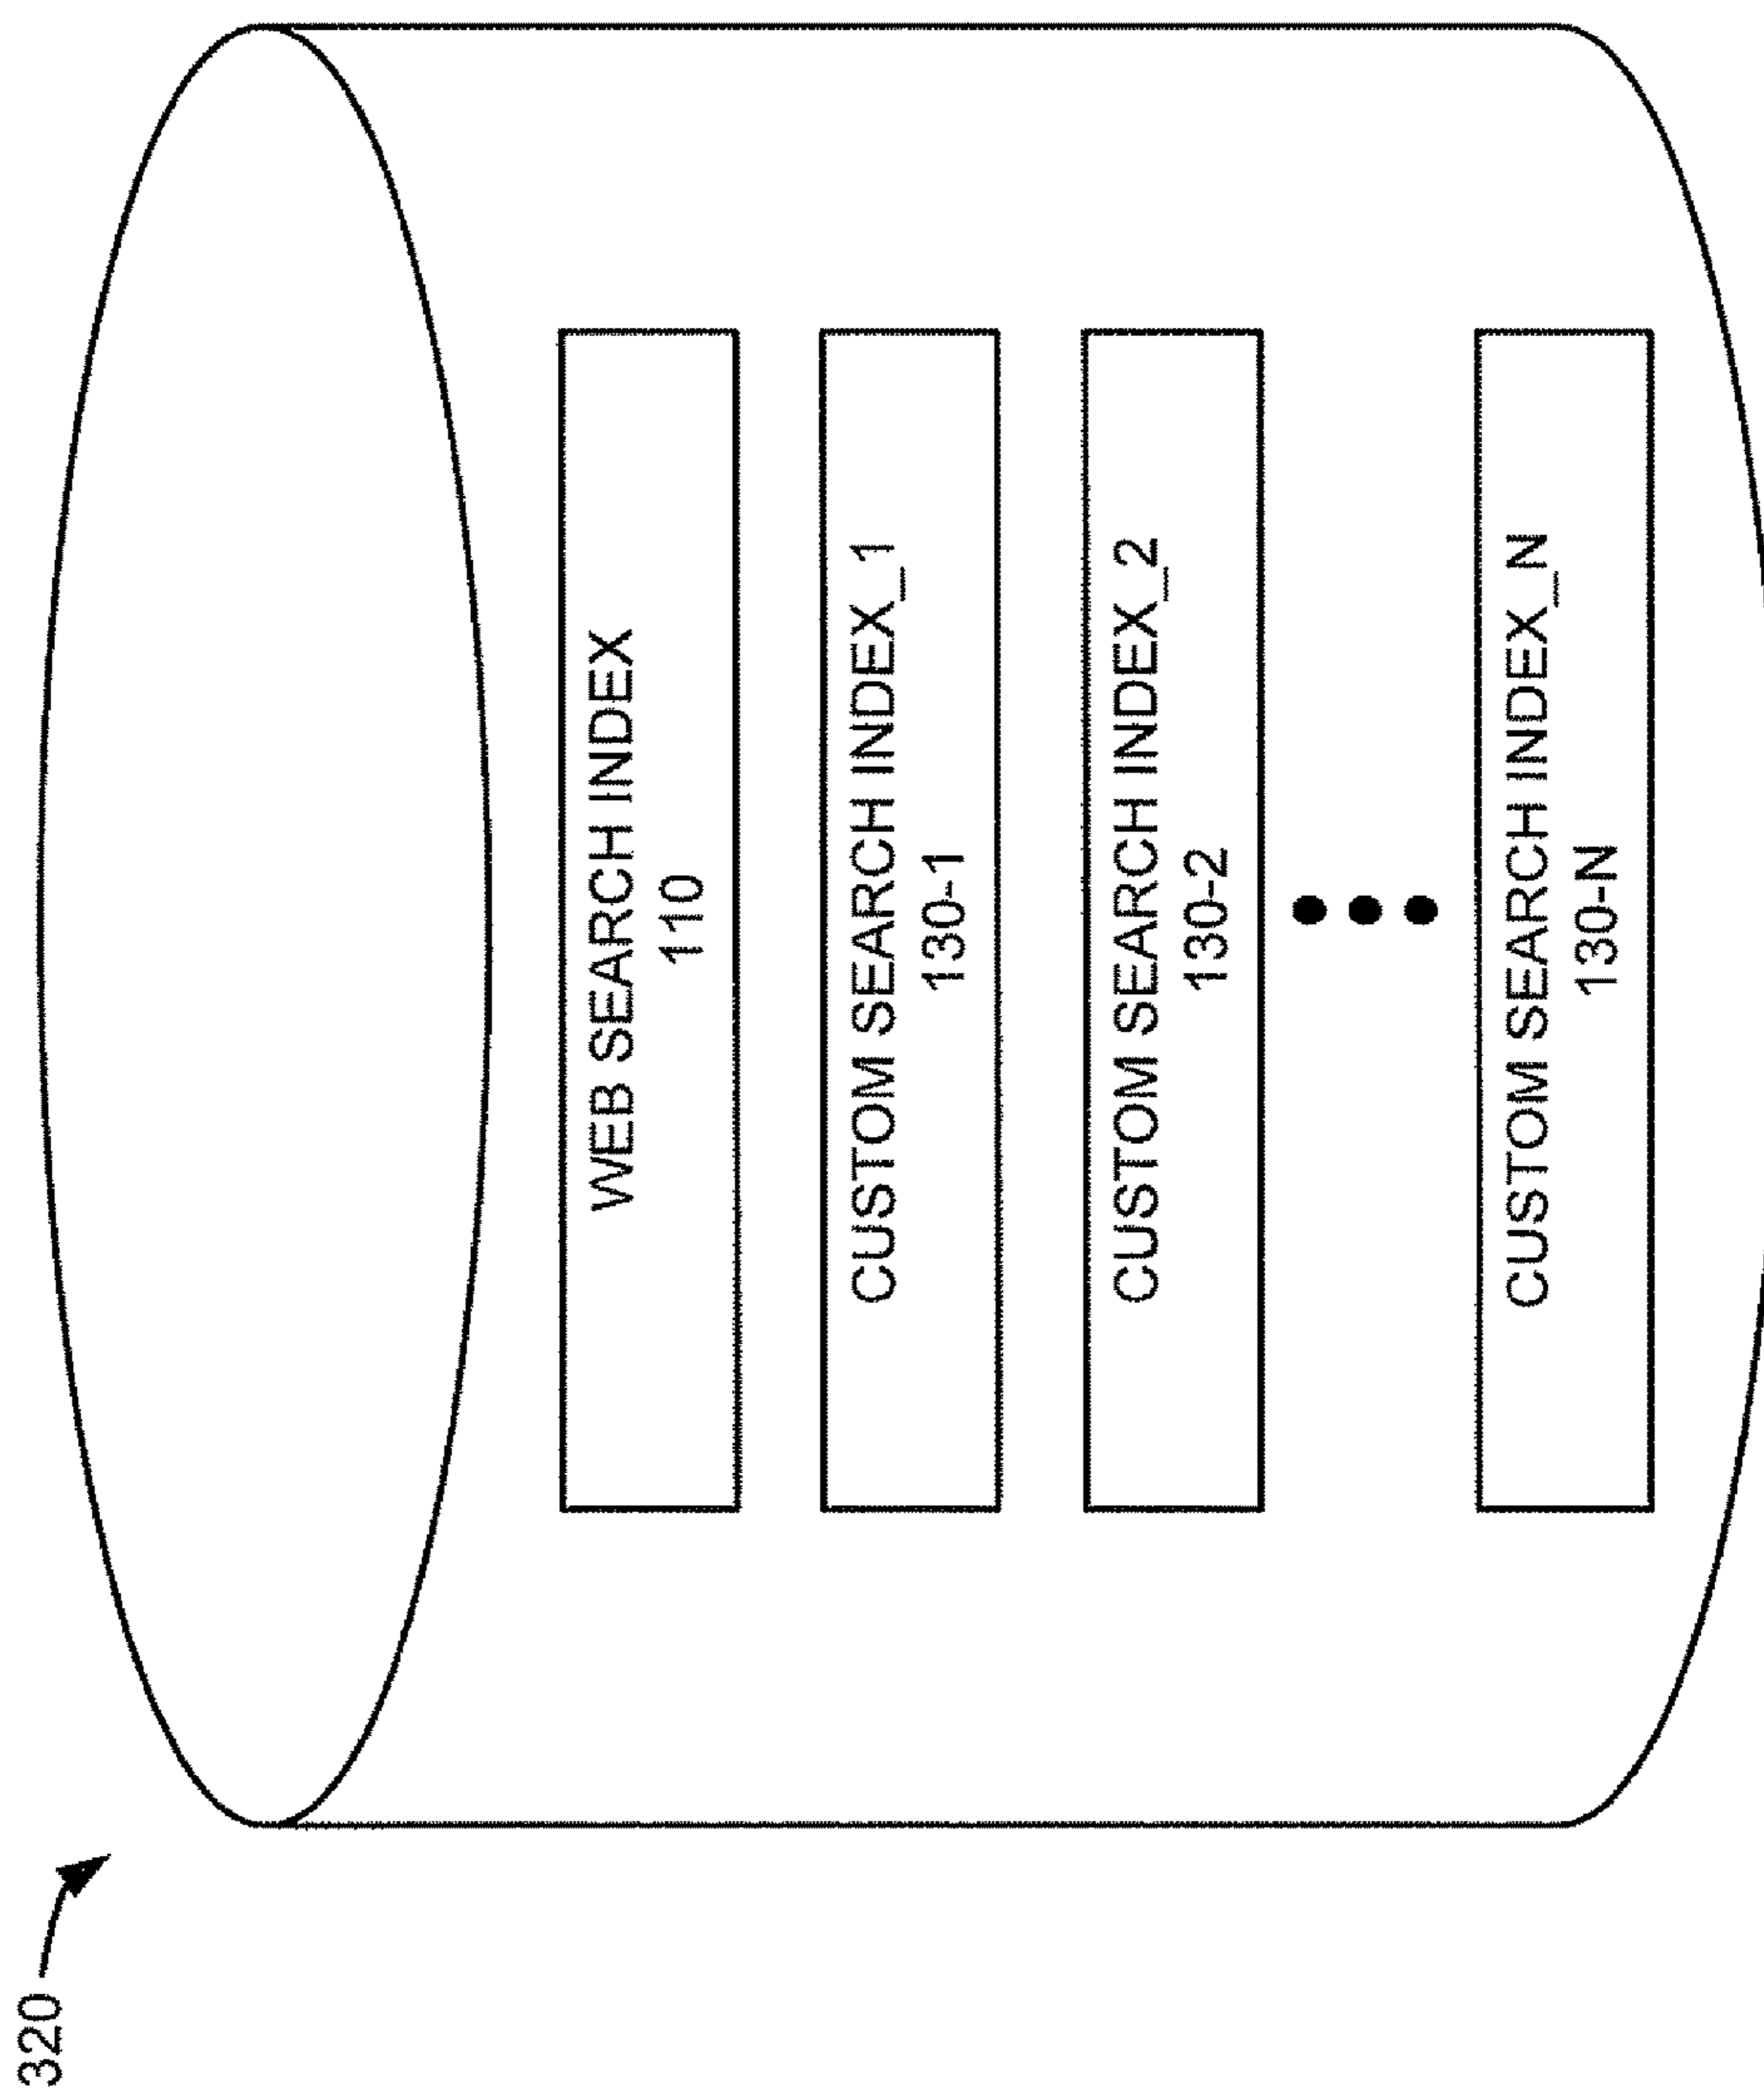 320
WEB SEARCH INDEX
110
CUSTOM SEARCH INDEX_1
130-1
CUSTOM SEARCH INDEX_2
130-2
CUSTOM SEARCH INDEX_N
130-N